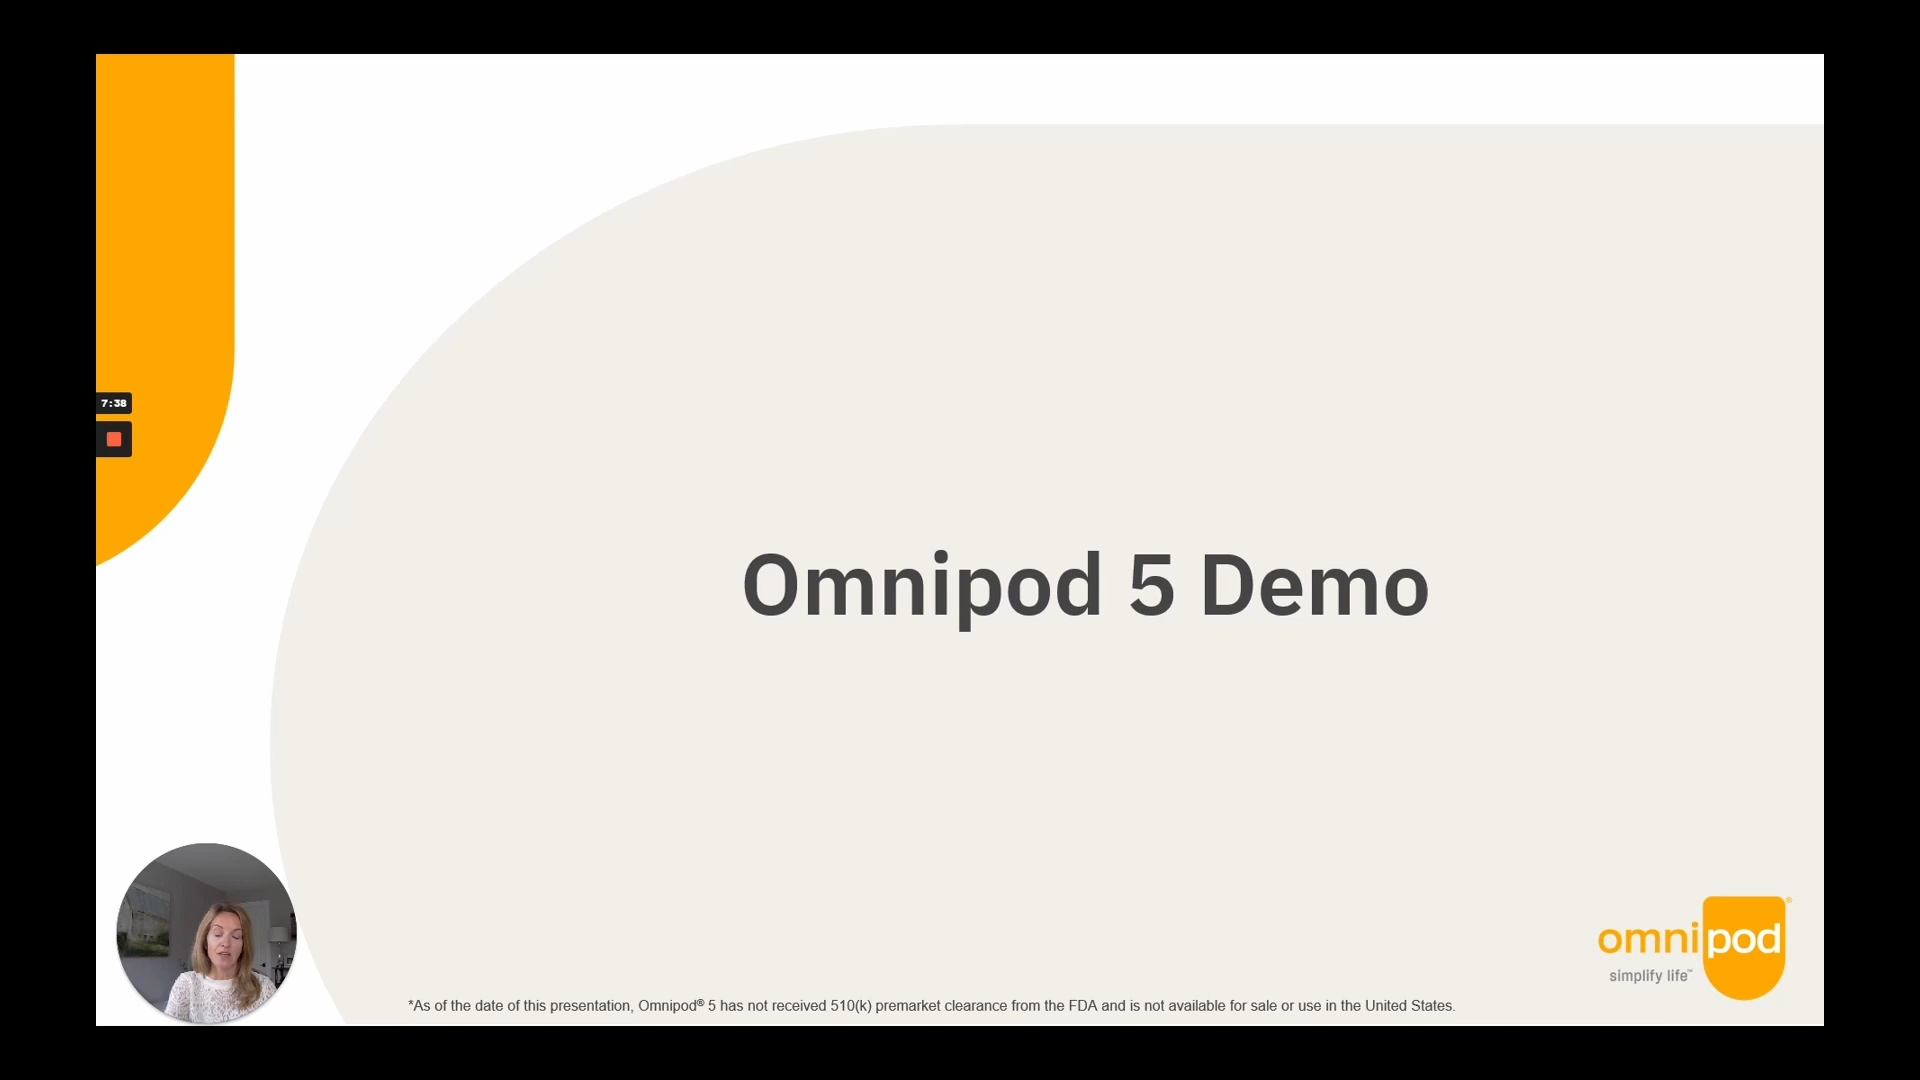 7:38
Omnipod 5 Demo
omnipod®
simplify life™
*As of the date of this presentation, Omnipod® 5 has not received 510(k) premarket clearance from the FDA and is not available for sale or use in the United States.